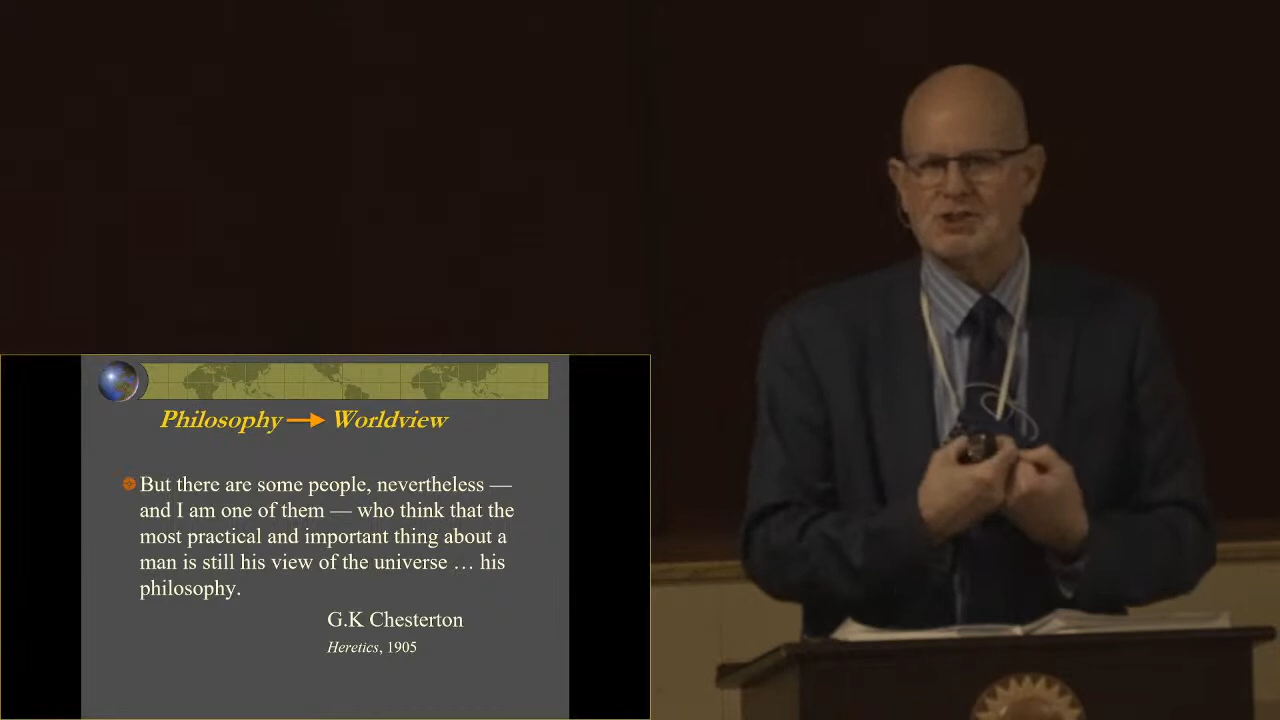 Philosophy → Worldview
But there are some people, nevertheless —
and I am one of them — who think that the
most practical and important thing about a
man is still his view of the universe … his
philosophy.
G.K Chesterton
Heretics, 1905